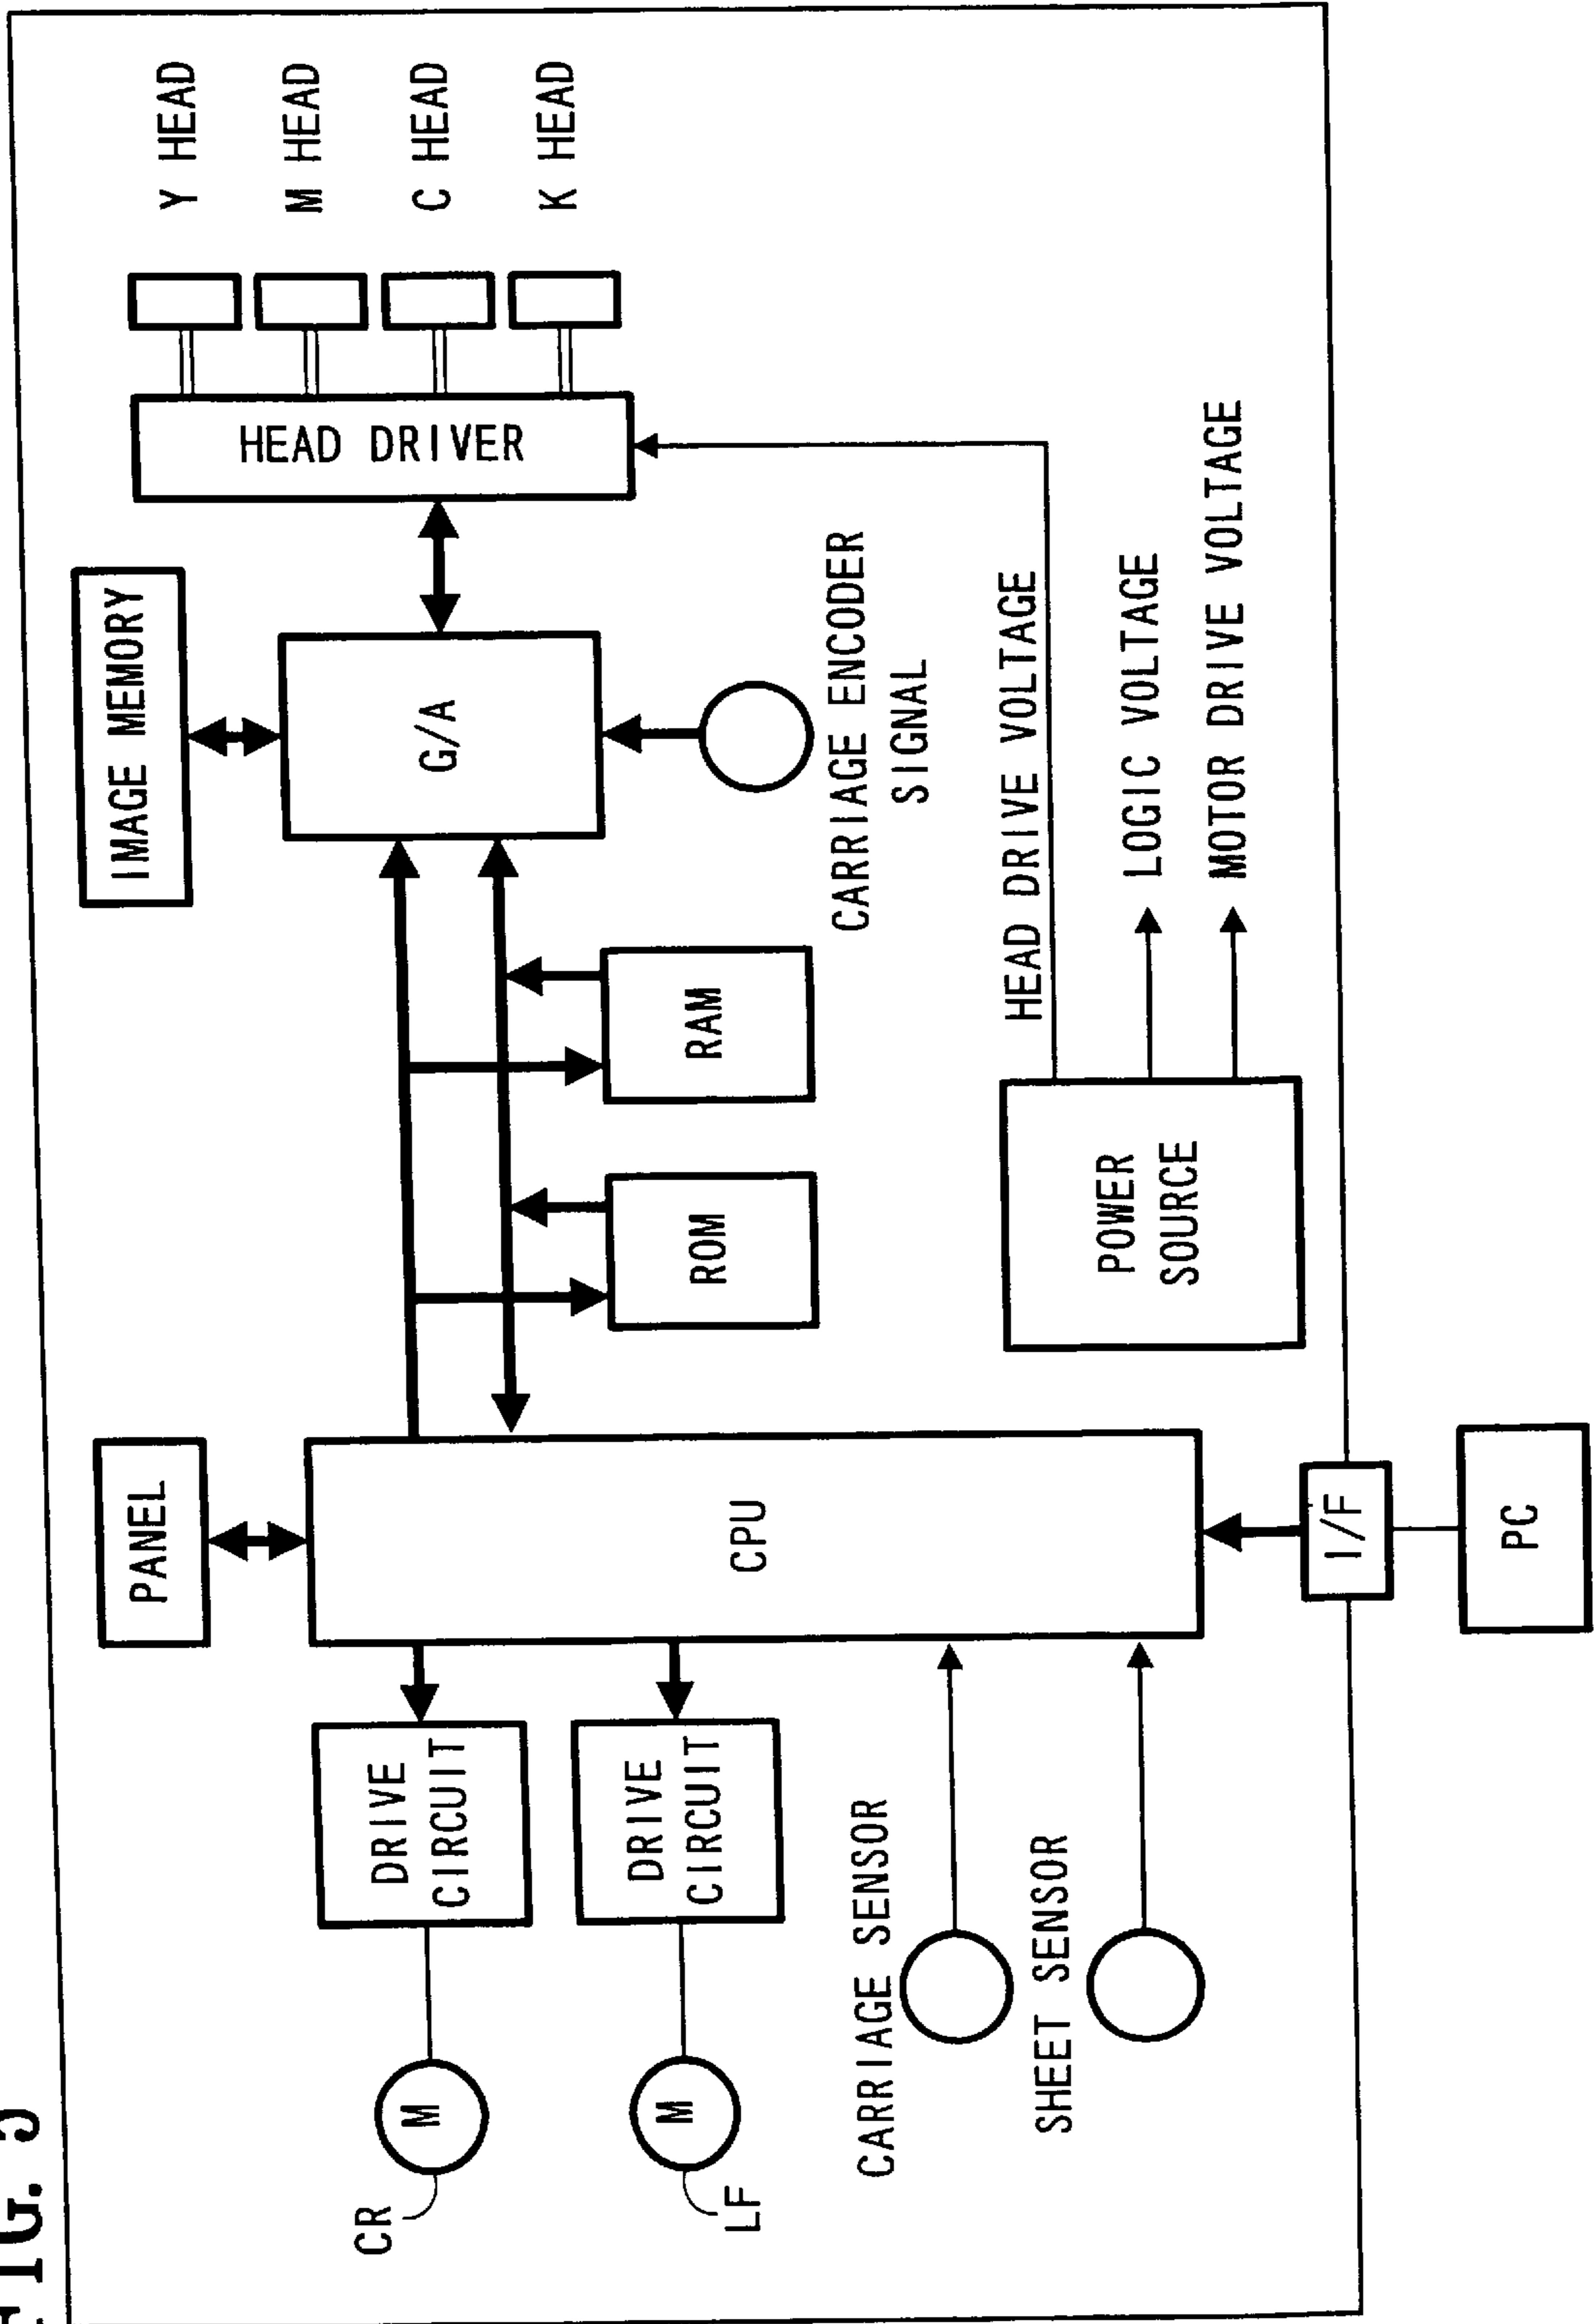 FIG. 5
PANEL
IMAGE MEMORY
Y HEAD
M HEAD
C HEAD
K HEAD
CR
M
DRIVE
CIRCUIT
LF
M
DRIVE
CIRCUIT
CPU
ROM
RAM
G/A
HEAD DRIVER
CARRIAGE ENCODER
SIGNAL
CARRIAGE SENSOR
SHEET SENSOR
POWER
SOURCE
HEAD DRIVE VOLTAGE
LOGIC VOLTAGE
MOTOR DRIVE VOLTAGE
I/F
PC